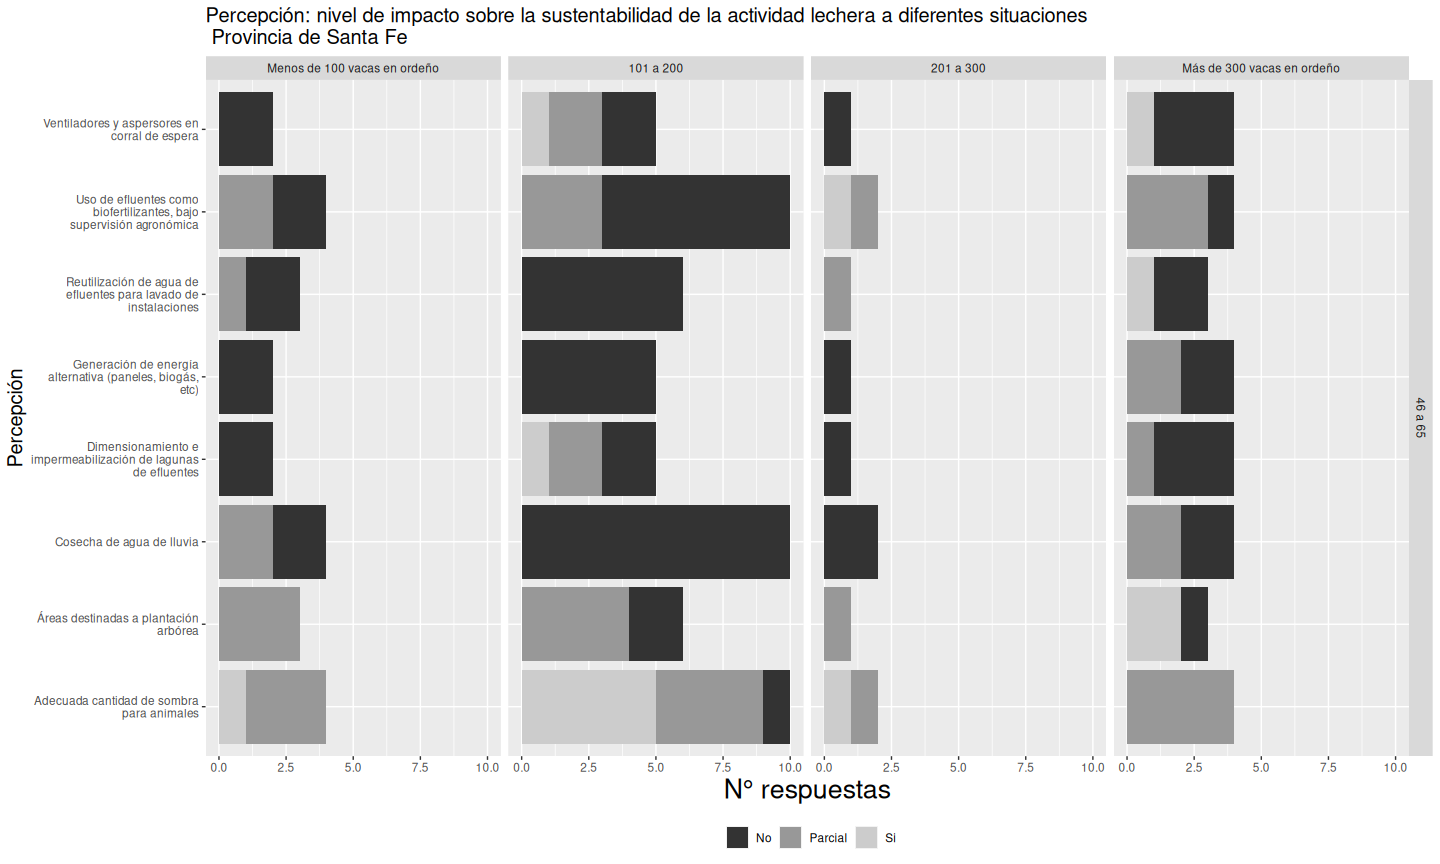 Percepción: nivel de impacto sobre la sustentabilidad de la actividad lechera a diferentes situaciones
Provincia de Santa Fe
Menos de 100 vacas en ordeño
101 a 200
201 a 300
Más de 300 vacas en ordeño
Percepción
Ventiladores y aspersores en
corral de espera
Uso de efluentes como
biofertilizantes, bajo
supervisión agronómica
Reutilización de agua de
efluentes para lavado de
instalaciones
Generación de energía
alternativa (paneles, biogás,
etc)
Dimensionamiento e
impermeabilización de lagunas
de efluentes
Cosecha de agua de lluvia
Áreas destinadas a plantación
arbórea
Adecuada cantidad de sombra
para animales
46 a 65
0.0 2.5 5.0 7.5 10.0 0.0 2.5 5.0 7.5 10.0 0.0 2.5 5.0 7.5 10.0 0.0 2.5 5.0 7.5 10.0
Nº respuestas
No Parcial Si